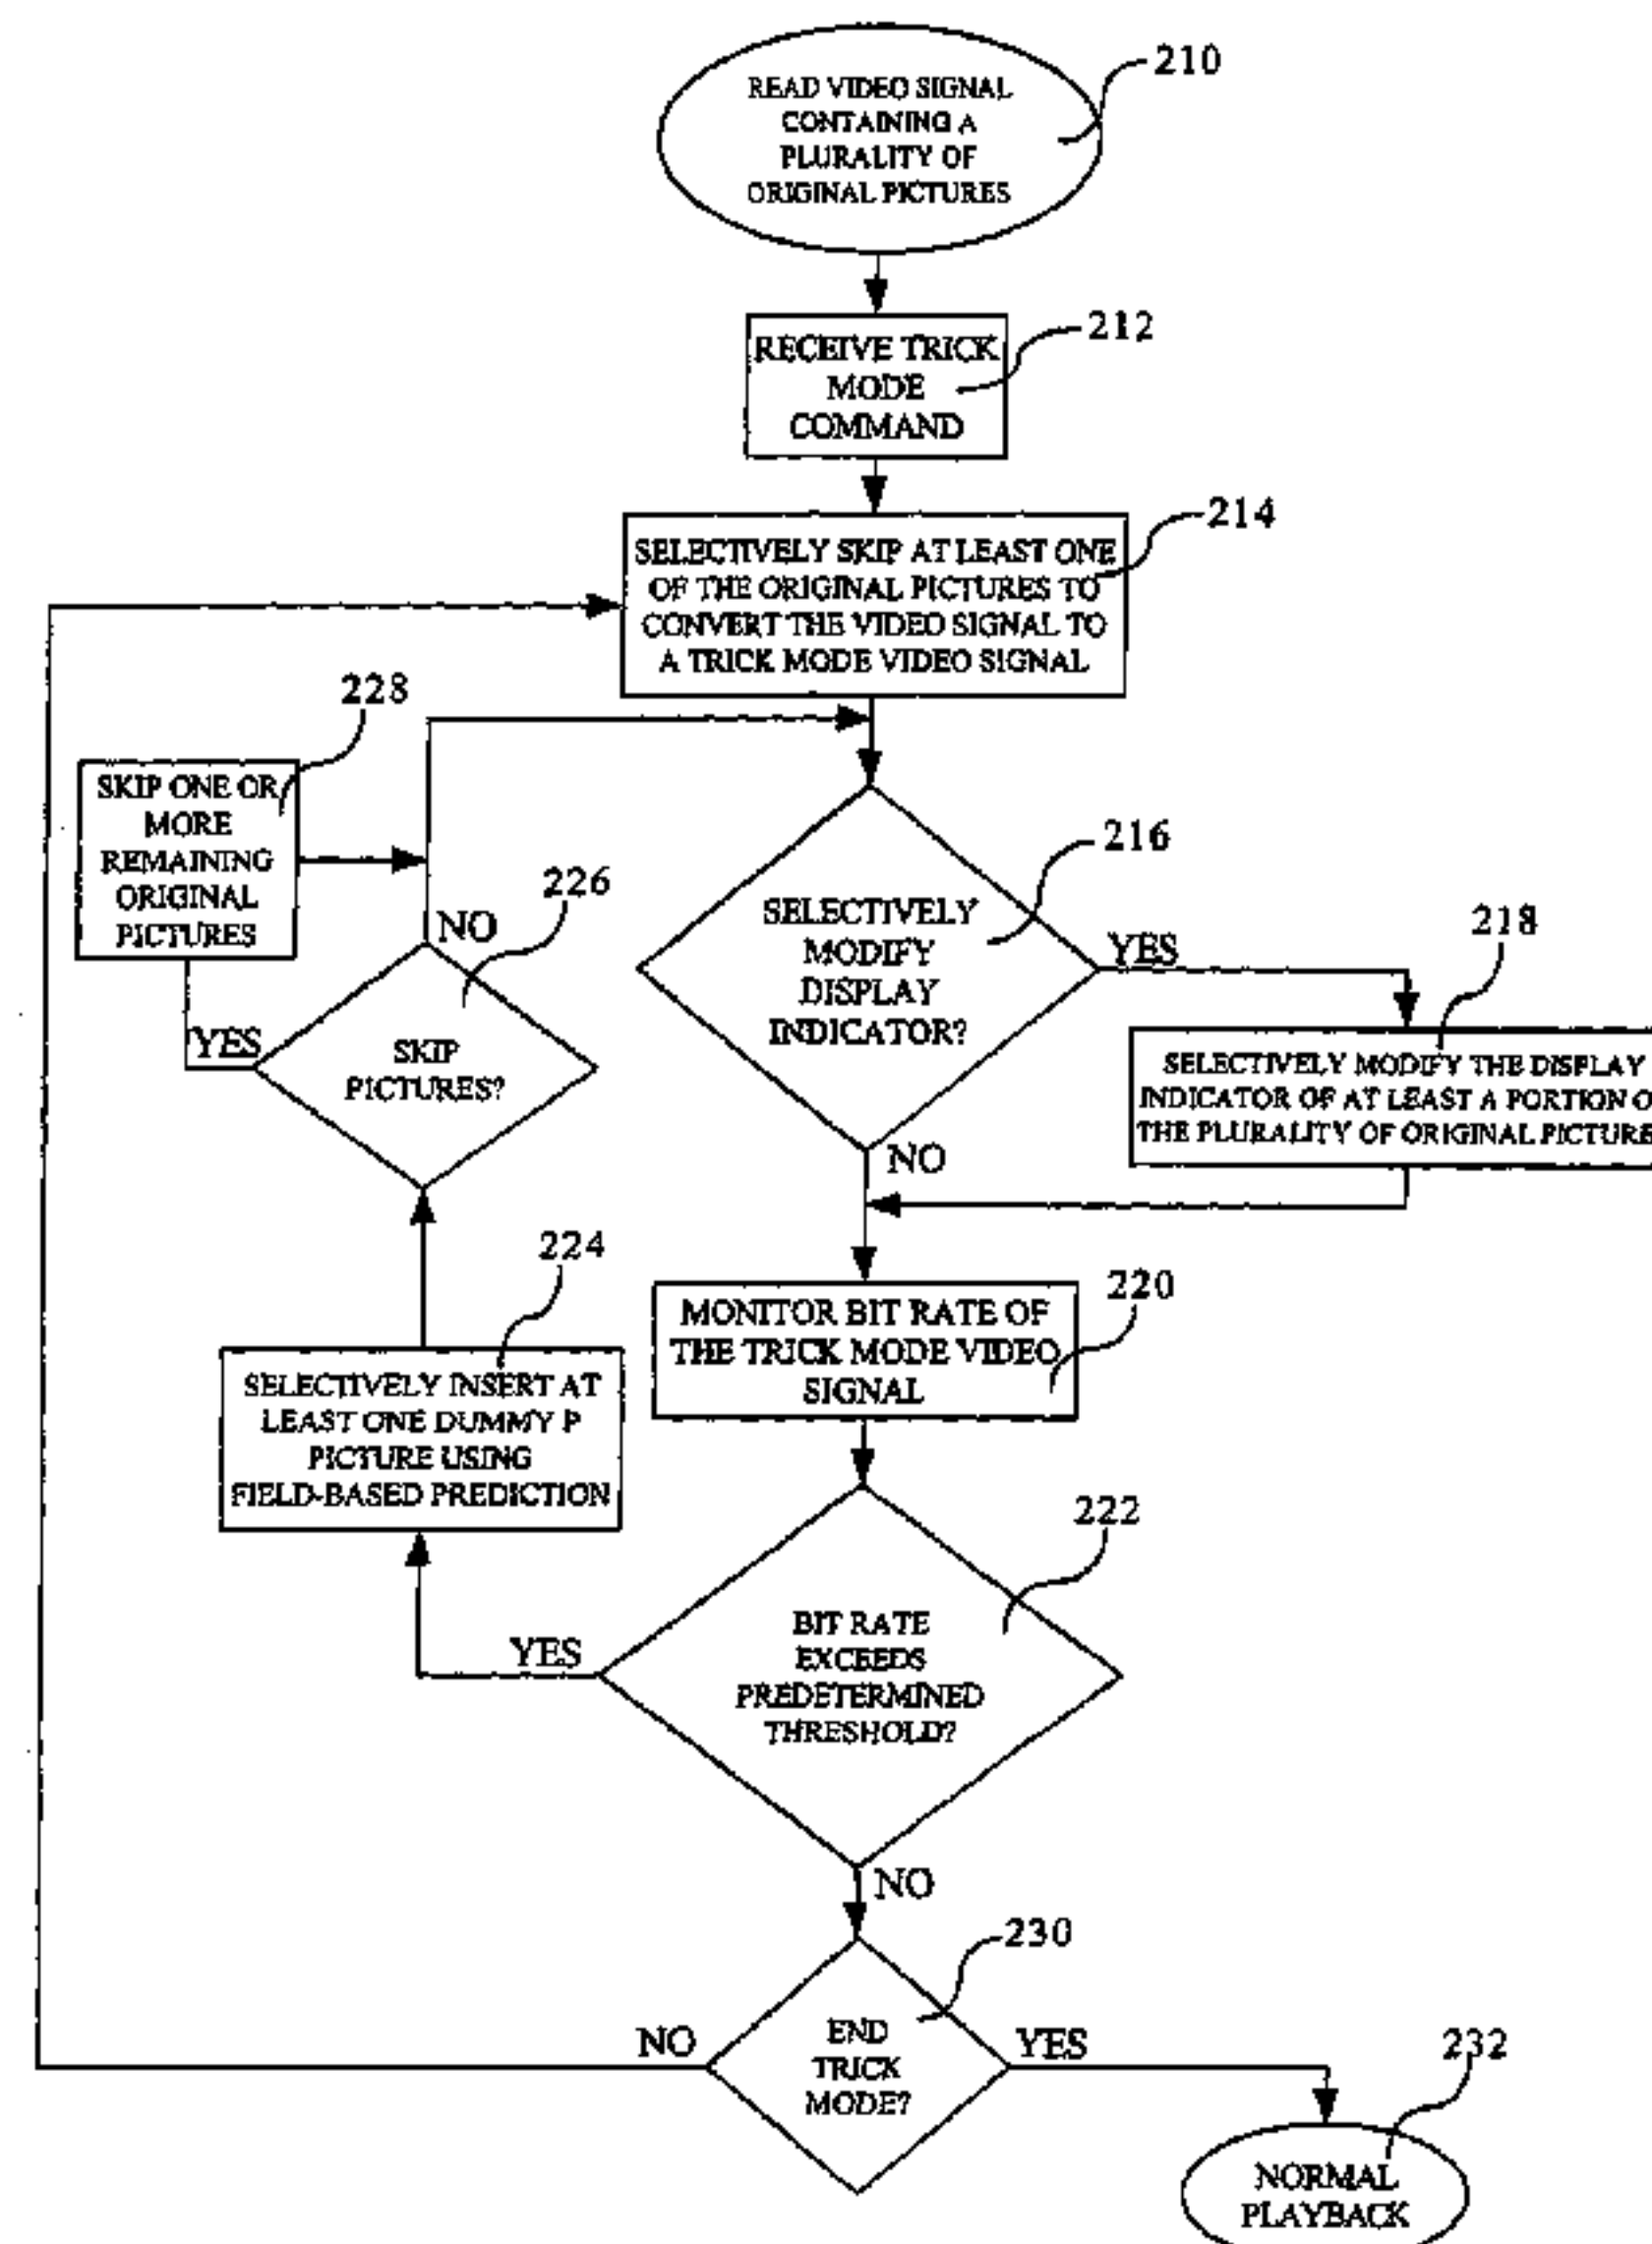 210
READ VIDEO SIGNAL
CONTAINING A
PLURALITY OF
ORIGINAL PICTURES
212
RECEIVE TRICK
MODE
COMMAND
214
SELECTIVELY SKIP AT LEAST ONE
OF THE ORIGINAL PICTURES TO
CONVERT THE VIDEO SIGNAL TO
A TRICK MODE VIDEO SIGNAL
228
SKIP ONE OR
MORE
REMAINING
ORIGINAL
PICTURES
216
SELECTIVELY
MODIFY
DISPLAY
INDICATOR?
YES
NO
218
SELECTIVELY MODIFY THE DISPLAY
INDICATOR OF AT LEAST A PORTION O
THE PLURALITY OF ORIGINAL PICTURE
226
NO
YES
SKIP
PICTURES?
220
MONITOR BIT RATE OF
THE TRICK MODE VIDEO
SIGNAL
224
SELECTIVELY INSERT AT
LEAST ONE DUMMY P
PICTURE USING
FIELD-BASED PREDICTION
222
YES
BIT RATE
EXCEEDS
PREDETERMINED
THRESHOLD?
NO
230
NO
END
TRICK
MODE?
YES
232
NORMAL
PLAYBACK